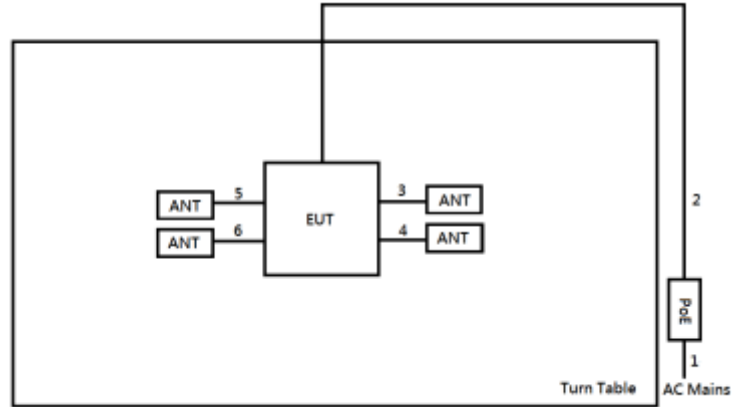 5
3
ANT
ANT
EUT
2
6
4
ANT
ANT
PoE
1
Turn Table
AC Mains